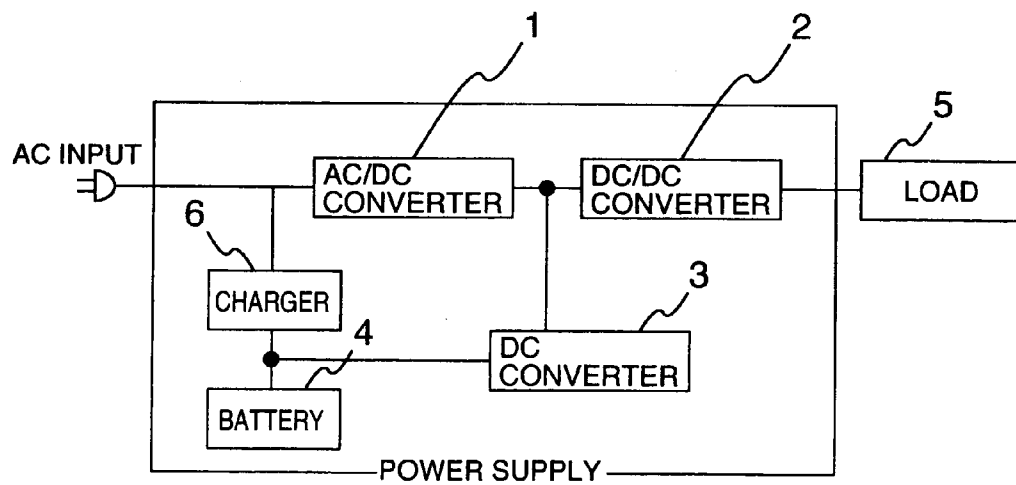 1
2
5
AC INPUT
AC/DC
CONVERTER
DC/DC
CONVERTER
LOAD
6
CHARGER
3
4
DC
CONVERTER
BATTERY
POWER SUPPLY